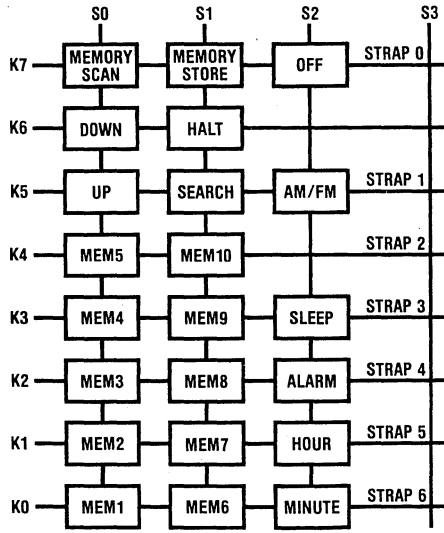 S0 S1 S2 S3
K7 MEMORY SCAN MEMORY STORE OFF STRAP 0
K6 DOWN HALT
K5 UP SEARCH AM/FM STRAP 1
K4 MEM5 MEM10 STRAP 2
K3 MEM4 MEM9 SLEEP STRAP 3
K2 MEM3 MEM8 ALARM STRAP 4
K1 MEM2 MEM7 HOUR STRAP 5
K0 MEM1 MEM6 MINUTE STRAP 6